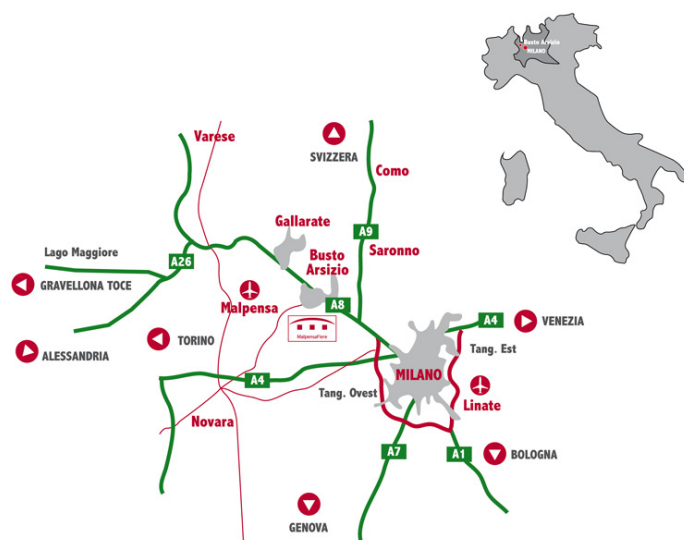 Busto Arsizio
MILANO
Varese
SVIZZERA
Como
Gallarate
A9
Lago Maggiore
A26
Busto
Arsizio
Saronno
GRAVELLONA TOCE
Malpensa
A8
MalpensaFiere
A4
VENEZIA
TORINO
ALESSANDRIA
Tang. Est
A4
MILANO
Tang. Ovest
Linate
Novara
A7
A1
BOLOGNA
GENOVA